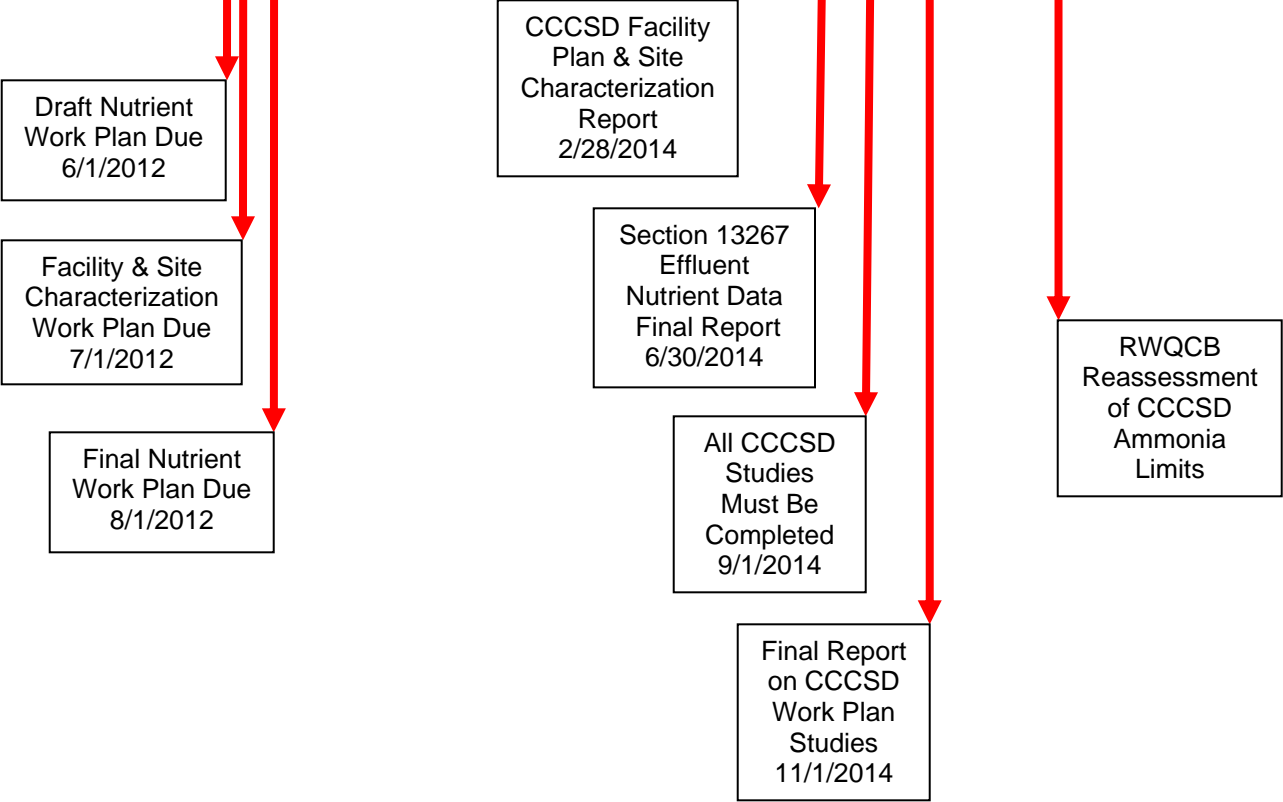 Draft Nutrient
Work Plan Due
6/1/2012
Facility & Site
Characterization
Work Plan Due
7/1/2012
Final Nutrient
Work Plan Due
8/1/2012
CCCSD Facility
Plan & Site
Characterization
Report
2/28/2014
Section 13267
Effluent
Nutrient Data
Final Report
6/30/2014
All CCCSD
Studies
Must Be
Completed
9/1/2014
Final Report
on CCCSD
Work Plan
Studies
11/1/2014
RWQCB
Reassessment
of CCCSD
Ammonia
Limits